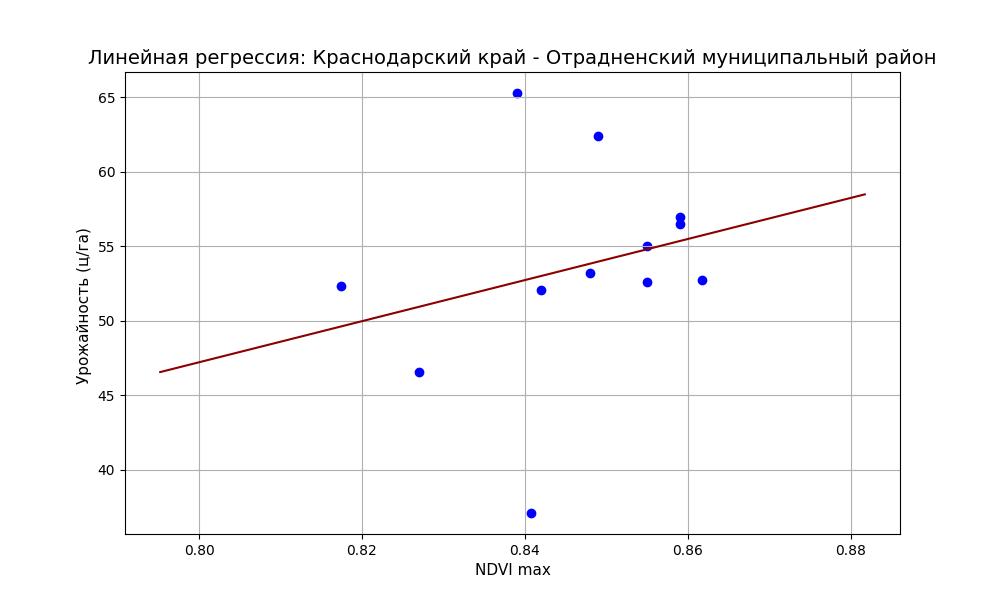 Линейная регрессия: Краснодарский край - Отрадненский муниципальный район
65
60
55
50
45
40
Урожайность (ц/га)
0.80 0.82 0.84 0.86 0.88
NDVI max